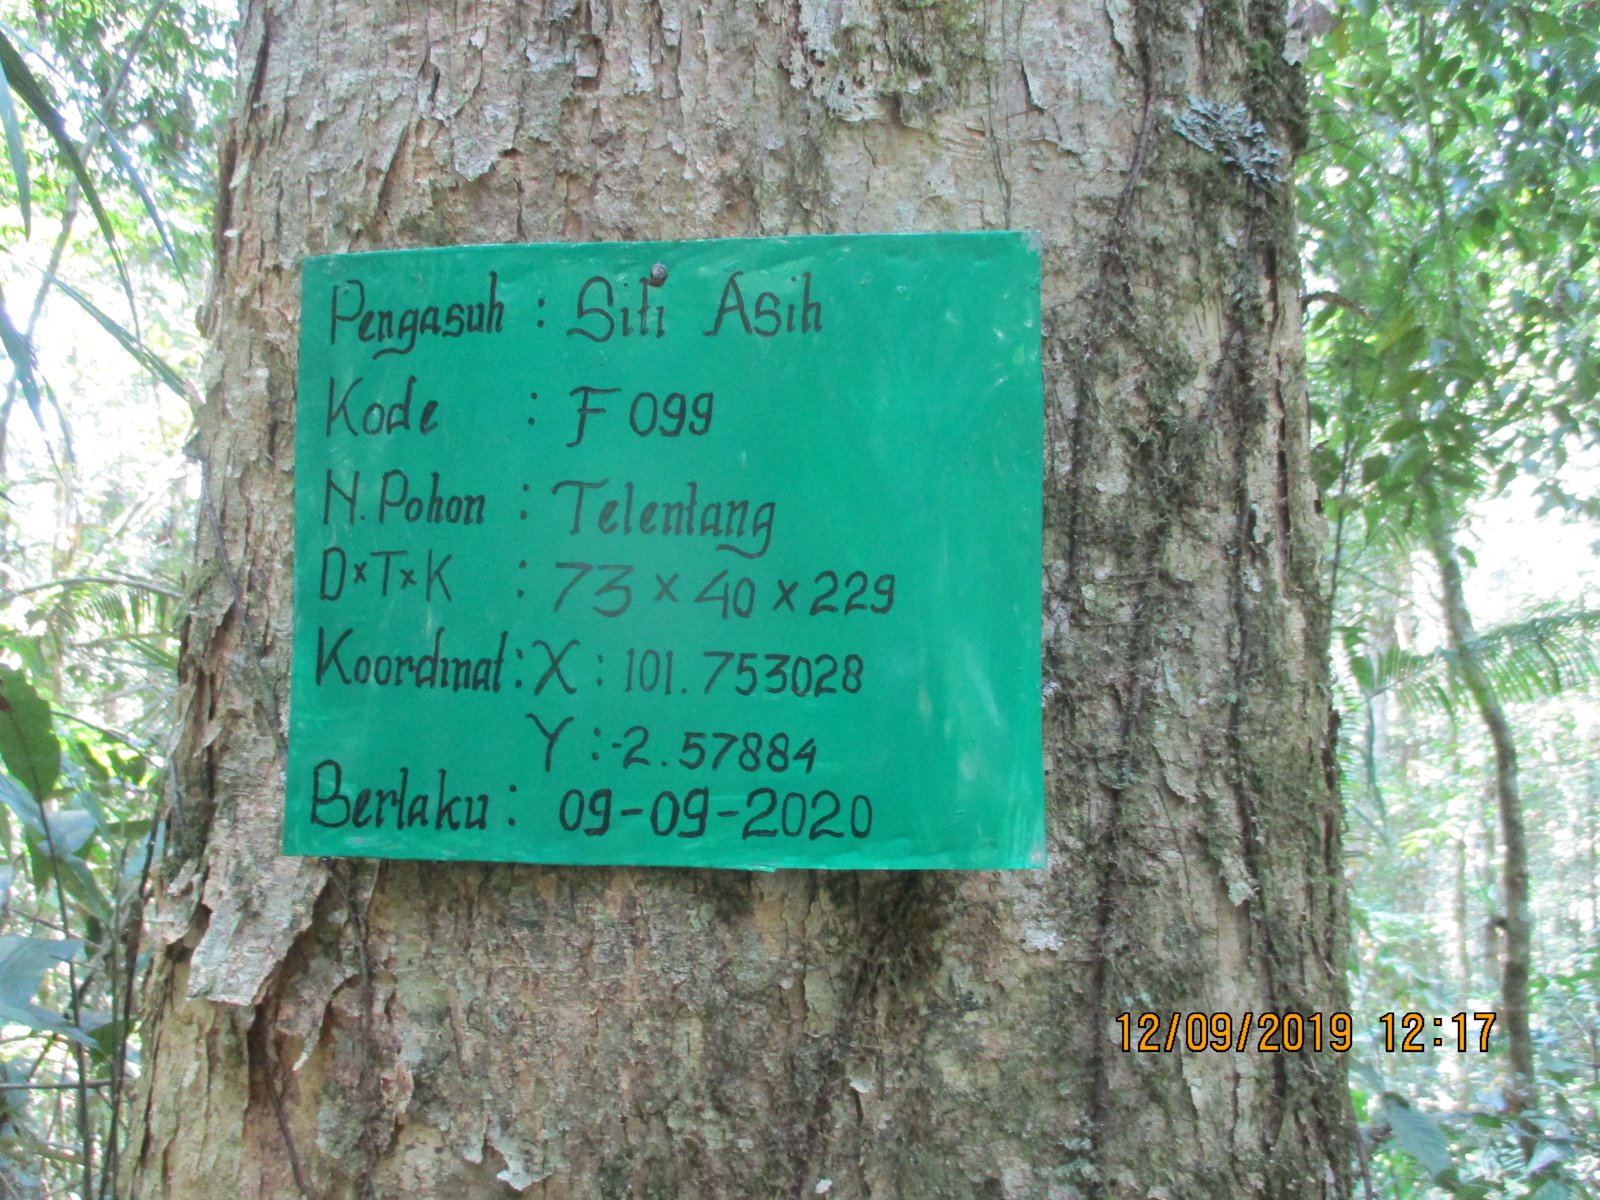 Pengasuh : Siti Asih
Kode : F 099
N. Pohon : Telentang
D×T×K : 73 × 40 × 229
Koordinat : X : 101.753028
Y : -2.57884
Berlaku : 09-09-2020
12/09/2019 12:17